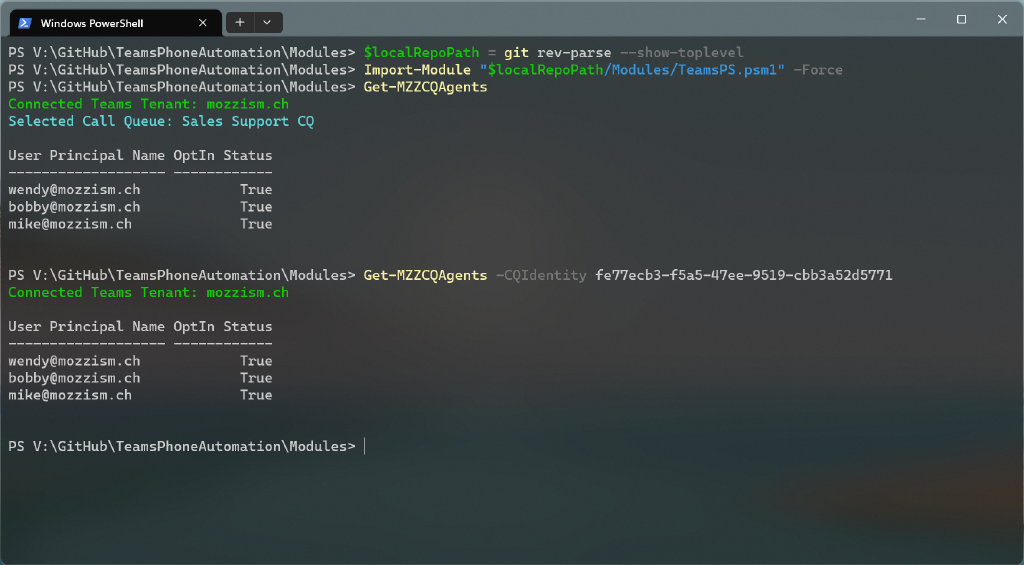 Windows PowerShell
PS V:\GitHub\TeamsPhoneAutomation\Modules> $localRepoPath = git rev-parse --show-toplevel
PS V:\GitHub\TeamsPhoneAutomation\Modules> Import-Module "$localRepoPath/Modules/TeamsPS.psm1" -Force
PS V:\GitHub\TeamsPhoneAutomation\Modules> Get-MZZCQAgents
Connected Teams Tenant: mozzism.ch
Selected Call Queue: Sales Support CQ
User Principal Name OptIn Status
------------------- ------------
wendy@mozzism.ch            True
bobby@mozzism.ch            True
mike@mozzism.ch             True
PS V:\GitHub\TeamsPhoneAutomation\Modules> Get-MZZCQAgents -CQIdentity fe77ecb3-f5a5-47ee-9519-cbb3a52d5771
Connected Teams Tenant: mozzism.ch
User Principal Name OptIn Status
------------------- ------------
wendy@mozzism.ch            True
bobby@mozzism.ch            True
mike@mozzism.ch             True
PS V:\GitHub\TeamsPhoneAutomation\Modules>